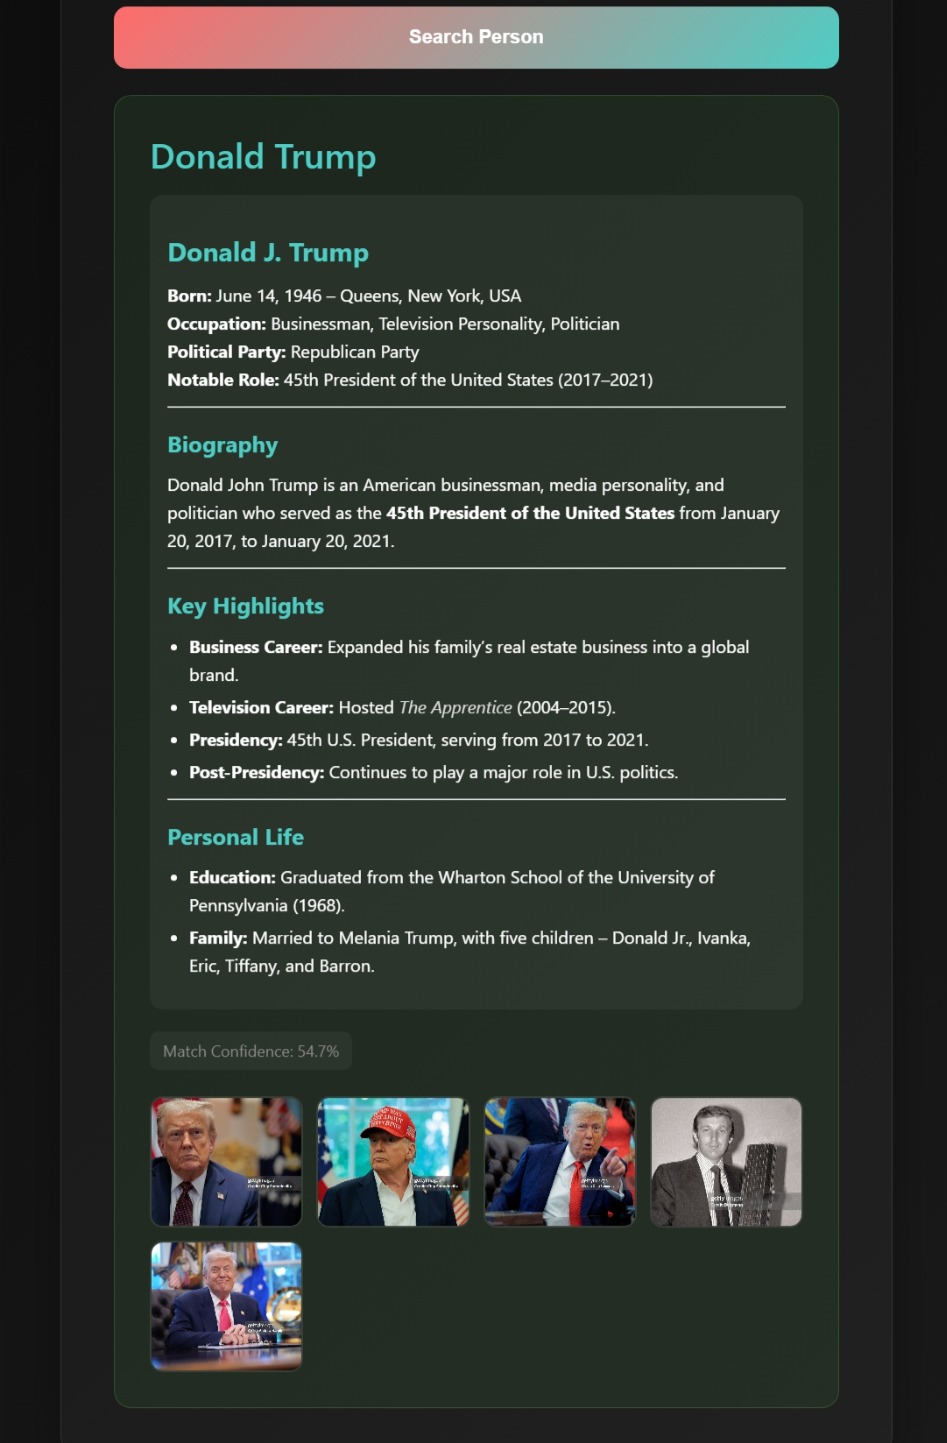 Search Person
Donald Trump
Donald J. Trump
Born: June 14, 1946 – Queens, New York, USA
Occupation: Businessman, Television Personality, Politician
Political Party: Republican Party
Notable Role: 45th President of the United States (2017–2021)
Biography
Donald John Trump is an American businessman, media personality, and
politician who served as the 45th President of the United States from January
20, 2017, to January 20, 2021.
Key Highlights
• Business Career: Expanded his family's real estate business into a global
brand.
• Television Career: Hosted The Apprentice (2004–2015).
• Presidency: 45th U.S. President, serving from 2017 to 2021.
• Post-Presidency: Continues to play a major role in U.S. politics.
Personal Life
• Education: Graduated from the Wharton School of the University of
Pennsylvania (1968).
• Family: Married to Melania Trump, with five children – Donald Jr., Ivanka,
Eric, Tiffany, and Barron.
Match Confidence: 54.7%